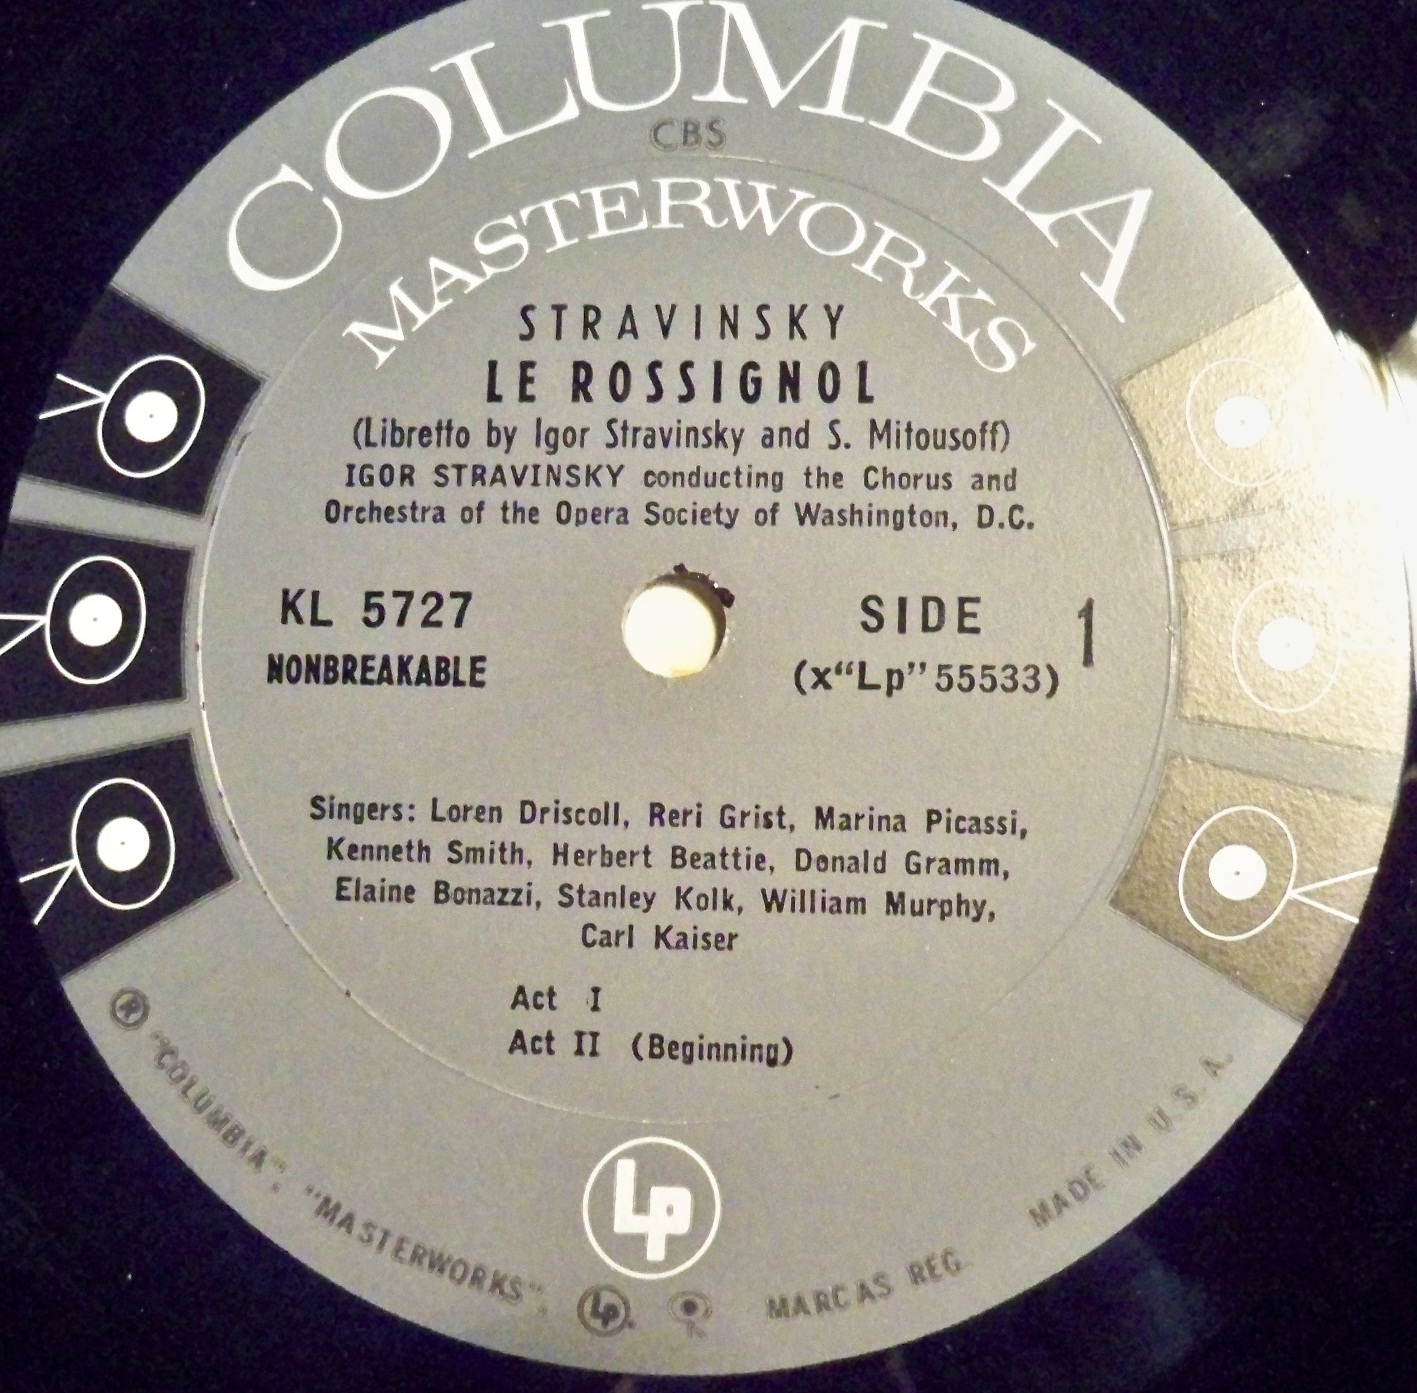 COLUMBIA
CBS
MASTERWORKS
STRAVINSKY
LE ROSSIGNOL
(Libretto by Igor Stravinsky and S. Mitousoff)
IGOR STRAVINSKY conducting the Chorus and
Orchestra of the Opera Society of Washington, D.C.
KL 5727
NONBREAKABLE
SIDE 1
(x“Lp”55533)
Singers: Loren Driscoll, Reri Grist, Marina Picassi,
Kenneth Smith, Herbert Beattie, Donald Gramm,
Elaine Bonazzi, Stanley Kolk, William Murphy,
Carl Kaiser
Act I
Act II (Beginning)
Lp
® “COLUMBIA”, “MASTERWORKS”, Lp, MARCAS REG. MADE IN U.S.A.